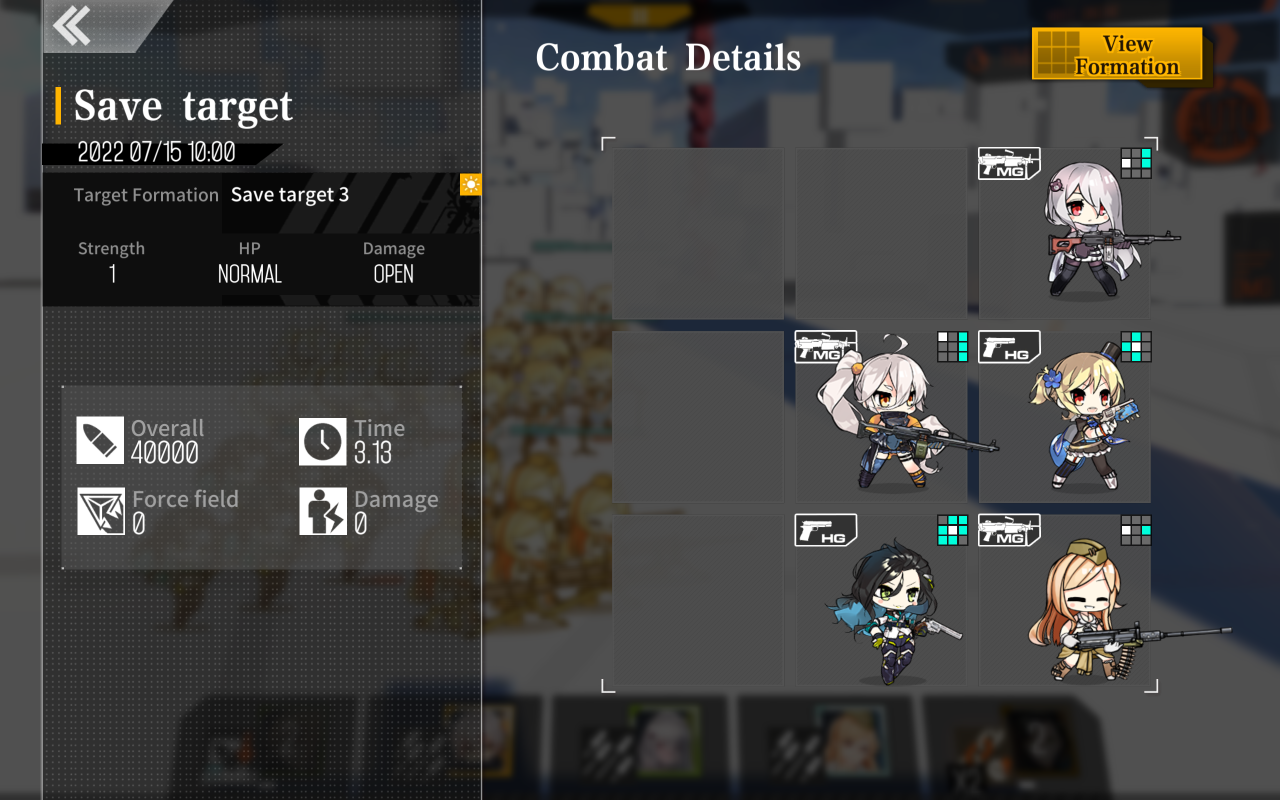 Save target
2022 07/15 10:00
Target Formation Save target 3
Strength HP Damage
1 NORMAL OPEN
Overall Time
40000 3.13
Force field Damage
0 0
Combat Details
View
Formation
MG
MG HG
HG MG
X2